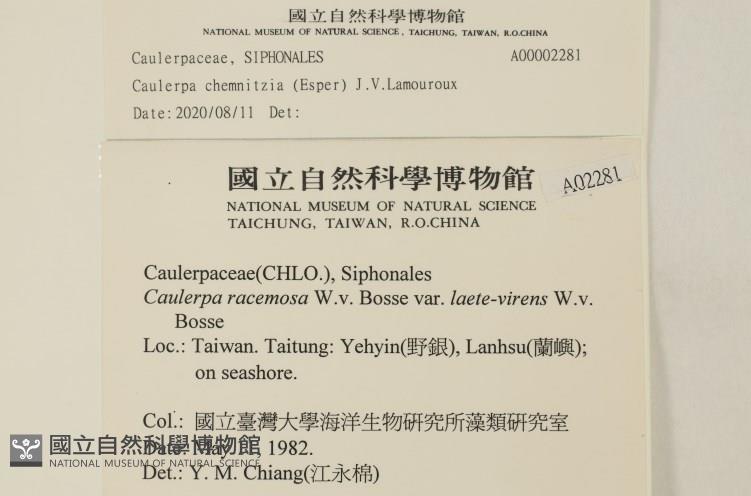 國立自然科學博物館
NATIONAL MUSEUM OF NATURAL SCIENCE, TAICHUNG, TAIWAN, R.O.CHINA
Caulerpaceae, SIPHONALES A00002281
Caulerpa chemnitzia (Esper) J.V.Lamouroux
Date:2020/08/11 Det:
國立自然科學博物館 A02281
NATIONAL MUSEUM OF NATURAL SCIENCE
TAICHUNG, TAIWAN, R.O.CHINA
Caulerpaceae(CHLO.), Siphonales
Caulerpa racemosa W.v. Bosse var. laete-virens W.v.
Bosse
Loc.: Taiwan. Taitung: Yehyin(野銀), Lanhsu(蘭嶼);
on seashore.
Col.: 國立臺灣大學海洋生物研究所藻類研究室
Date: May 1982.
Det.: Y. M. Chiang(江永棉)
國立自然科學博物館
NATIONAL MUSEUM OF NATURAL SCIENCE